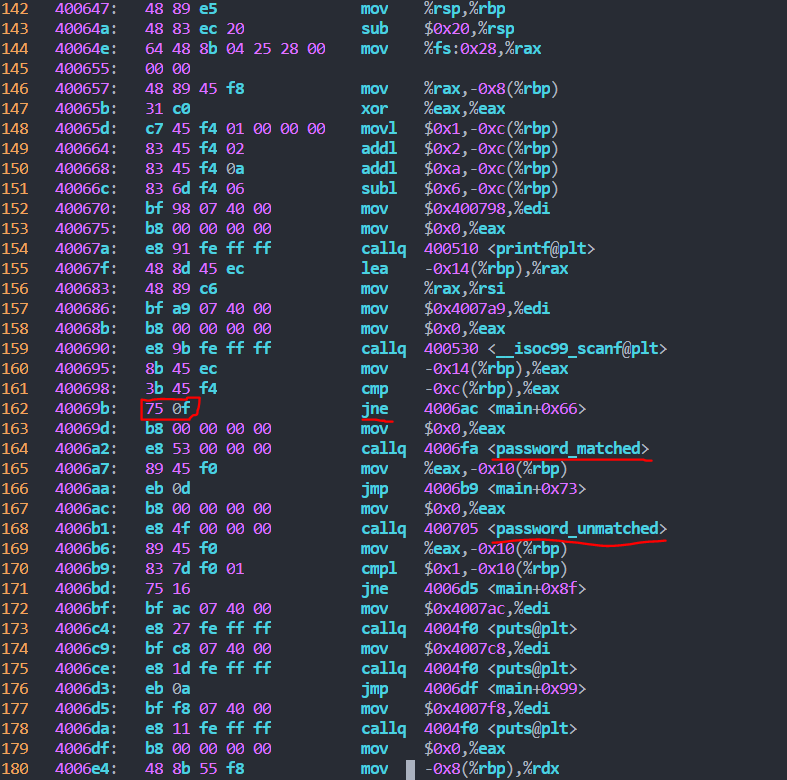 142 400647: 48 89 e5 mov %rsp,%rbp
143 40064a: 48 83 ec 20 sub $0x20,%rsp
144 40064e: 64 48 8b 04 25 28 00 mov %fs:0x28,%rax
145 400655: 00 00
146 400657: 48 89 45 f8 mov %rax,-0x8(%rbp)
147 40065b: 31 c0 xor %eax,%eax
148 40065d: c7 45 f4 01 00 00 00 movl $0x1,-0xc(%rbp)
149 400664: 83 45 f4 02 addl $0x2,-0xc(%rbp)
150 400668: 83 45 f4 0a addl $0xa,-0xc(%rbp)
151 40066c: 83 6d f4 06 subl $0x6,-0xc(%rbp)
152 400670: bf 98 07 40 00 mov $0x400798,%edi
153 400675: b8 00 00 00 00 mov $0x0,%eax
154 40067a: e8 91 fe ff ff callq 400510 <printf@plt>
155 40067f: 48 8d 45 ec lea -0x14(%rbp),%rax
156 400683: 48 89 c6 mov %rax,%rsi
157 400686: bf a9 07 40 00 mov $0x4007a9,%edi
158 40068b: b8 00 00 00 00 mov $0x0,%eax
159 400690: e8 9b fe ff ff callq 400530 <__isoc99_scanf@plt>
160 400695: 8b 45 ec mov -0x14(%rbp),%eax
161 400698: 3b 45 f4 cmp -0xc(%rbp),%eax
162 40069b: 75 0f jne 4006ac <main+0x66>
163 40069d: b8 00 00 00 00 mov $0x0,%eax
164 4006a2: e8 53 00 00 00 callq 4006fa <password_matched>
165 4006a7: 89 45 f0 mov %eax,-0x10(%rbp)
166 4006aa: eb 0d jmp 4006b9 <main+0x73>
167 4006ac: b8 00 00 00 00 mov $0x0,%eax
168 4006b1: e8 4f 00 00 00 callq 400705 <password_unmatched>
169 4006b6: 89 45 f0 mov %eax,-0x10(%rbp)
170 4006b9: 83 7d f0 01 cmpl $0x1,-0x10(%rbp)
171 4006bd: 75 16 jne 4006d5 <main+0x8f>
172 4006bf: bf ac 07 40 00 mov $0x4007ac,%edi
173 4006c4: e8 27 fe ff ff callq 4004f0 <puts@plt>
174 4006c9: bf c8 07 40 00 mov $0x4007c8,%edi
175 4006ce: e8 1d fe ff ff callq 4004f0 <puts@plt>
176 4006d3: eb 0a jmp 4006df <main+0x99>
177 4006d5: bf f8 07 40 00 mov $0x4007f8,%edi
178 4006da: e8 11 fe ff ff callq 4004f0 <puts@plt>
179 4006df: b8 00 00 00 00 mov $0x0,%eax
180 4006e4: 48 8b 55 f8 mov -0x8(%rbp),%rdx